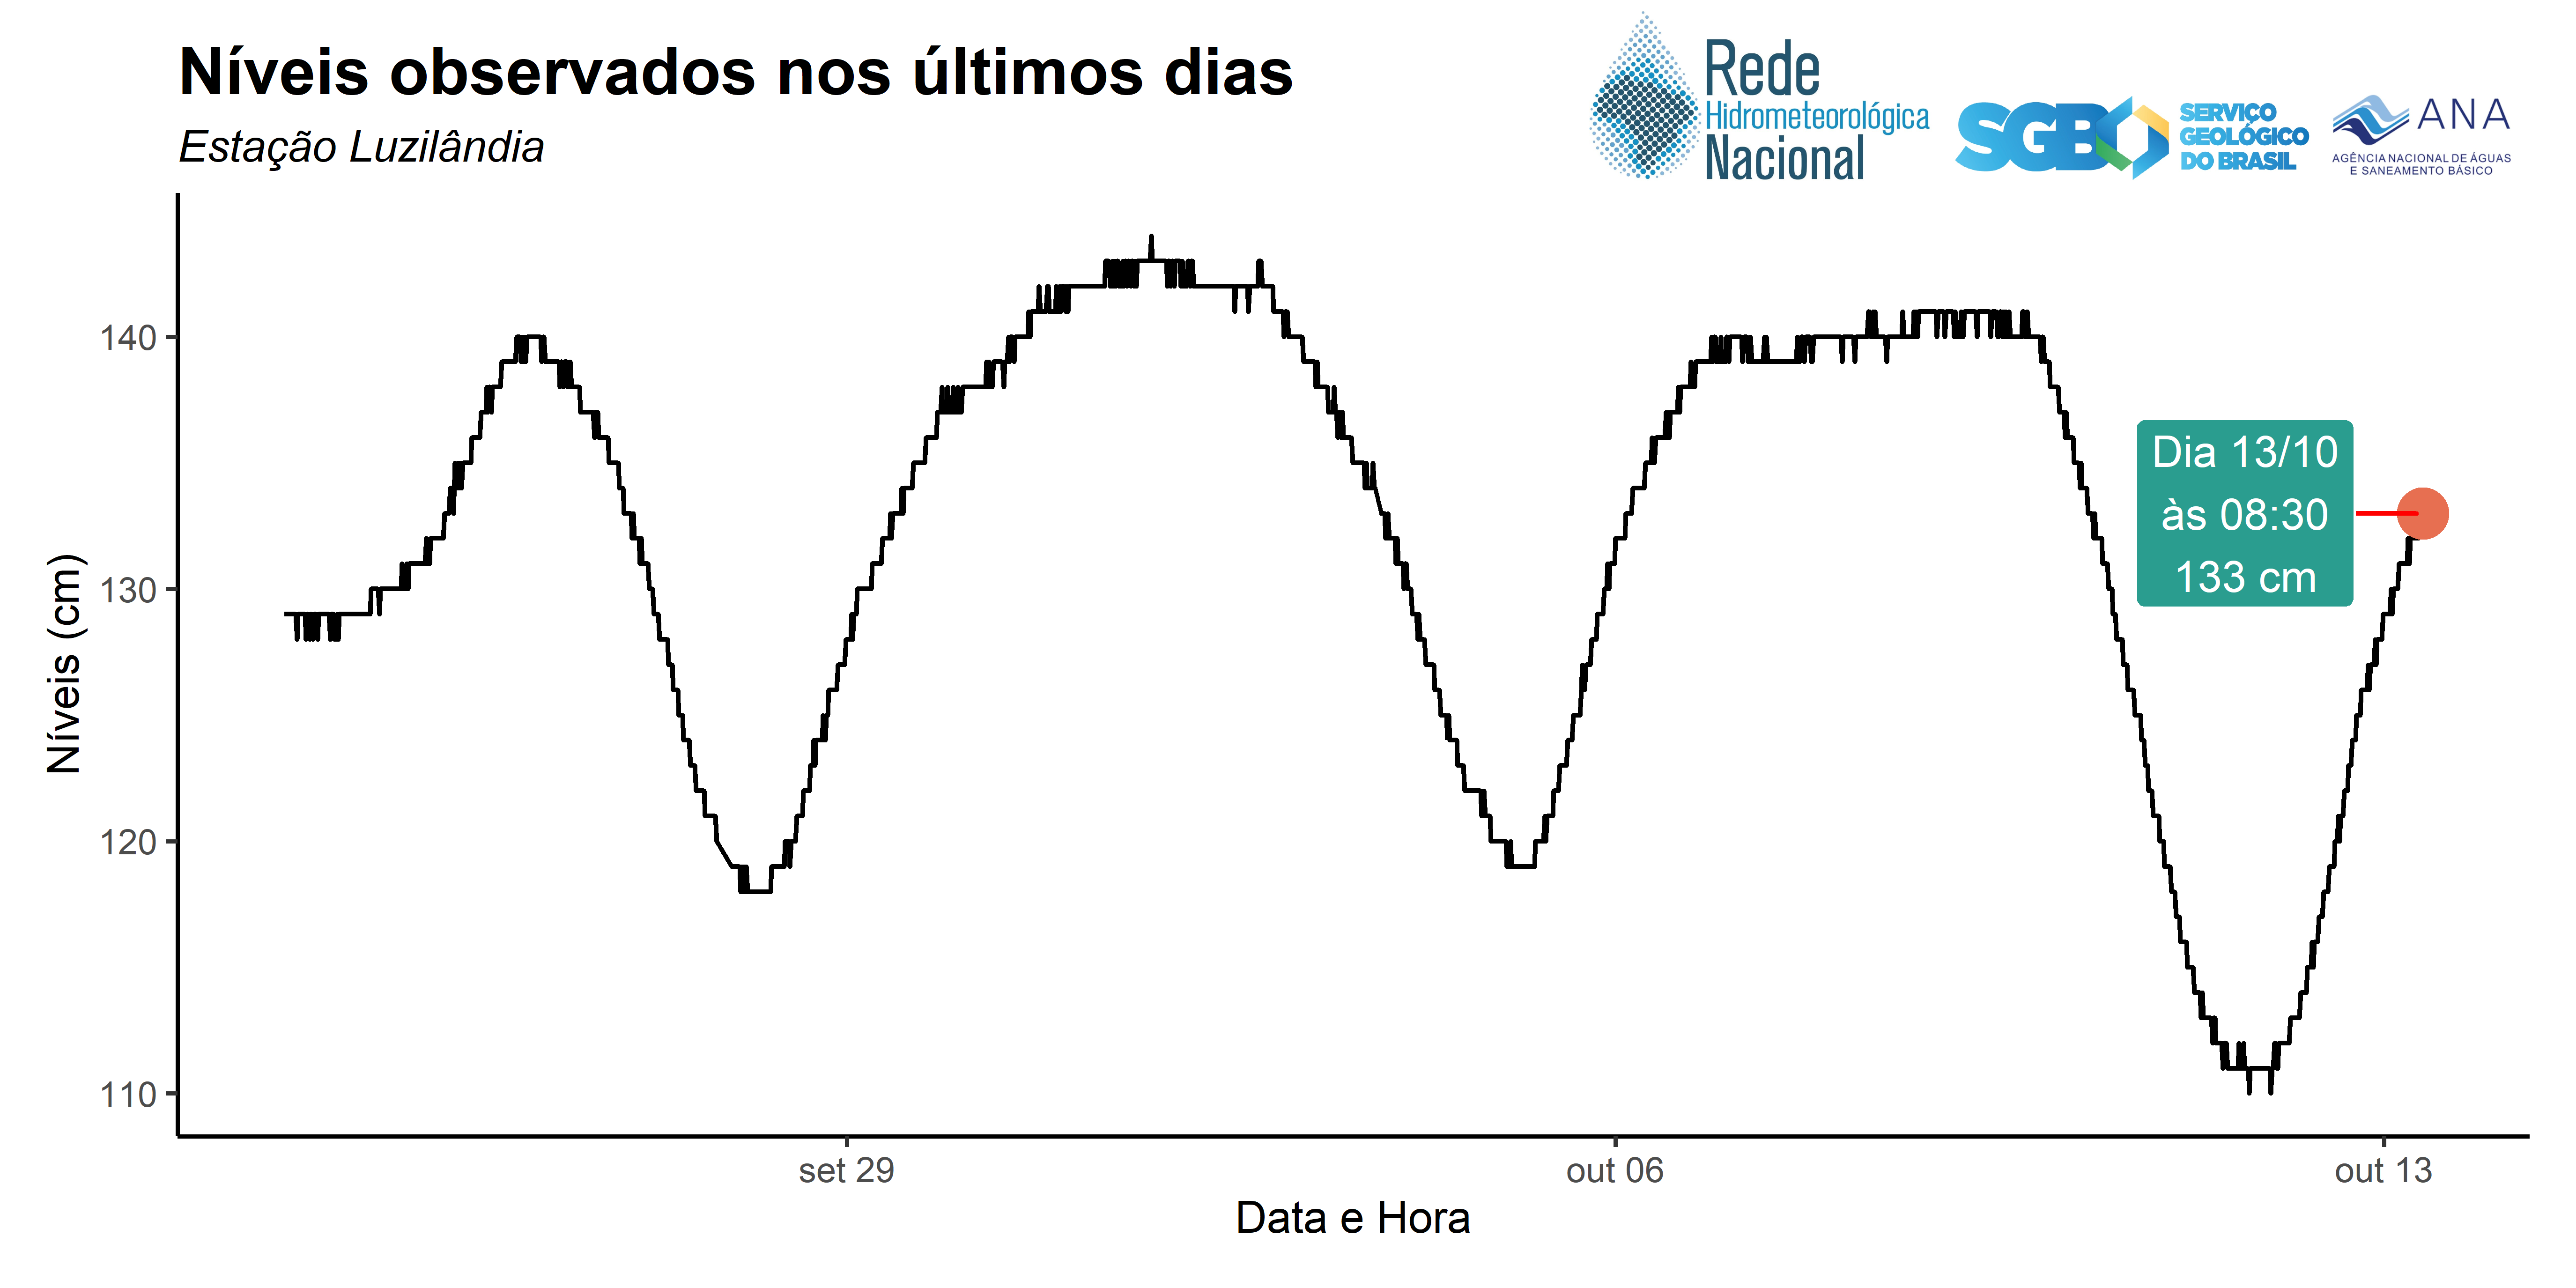 Níveis observados nos últimos dias
Estação Luzilândia
Rede
Hidrometeorológica
Nacional
SGB
SERVIÇO
GEOLÓGICO
DO BRASIL
ANA
AGÊNCIA NACIONAL DE ÁGUAS
E SANEAMENTO BÁSICO
Níveis (cm)
140
130
120
110
Dia 13/10
às 08:30
133 cm
set 29
out 06
out 13
Data e Hora